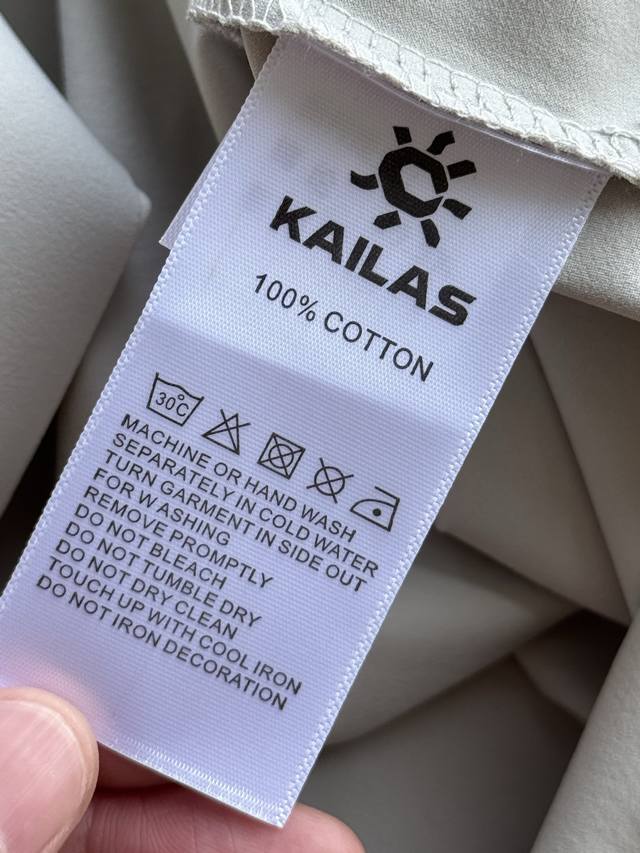 KAILAS
100% COTTON
30°C
MACHINE OR HAND WASH
SEPARATELY IN COLD WATER
TURN GARMENT IN SIDE OUT
FOR WASHING
REMOVE PROMPTLY
DO NOT BLEACH
DO NOT TUMBLE DRY
DO NOT DRY CLEAN
TOUCH UP WITH COOL IRON
DO NOT IRON DECORATION